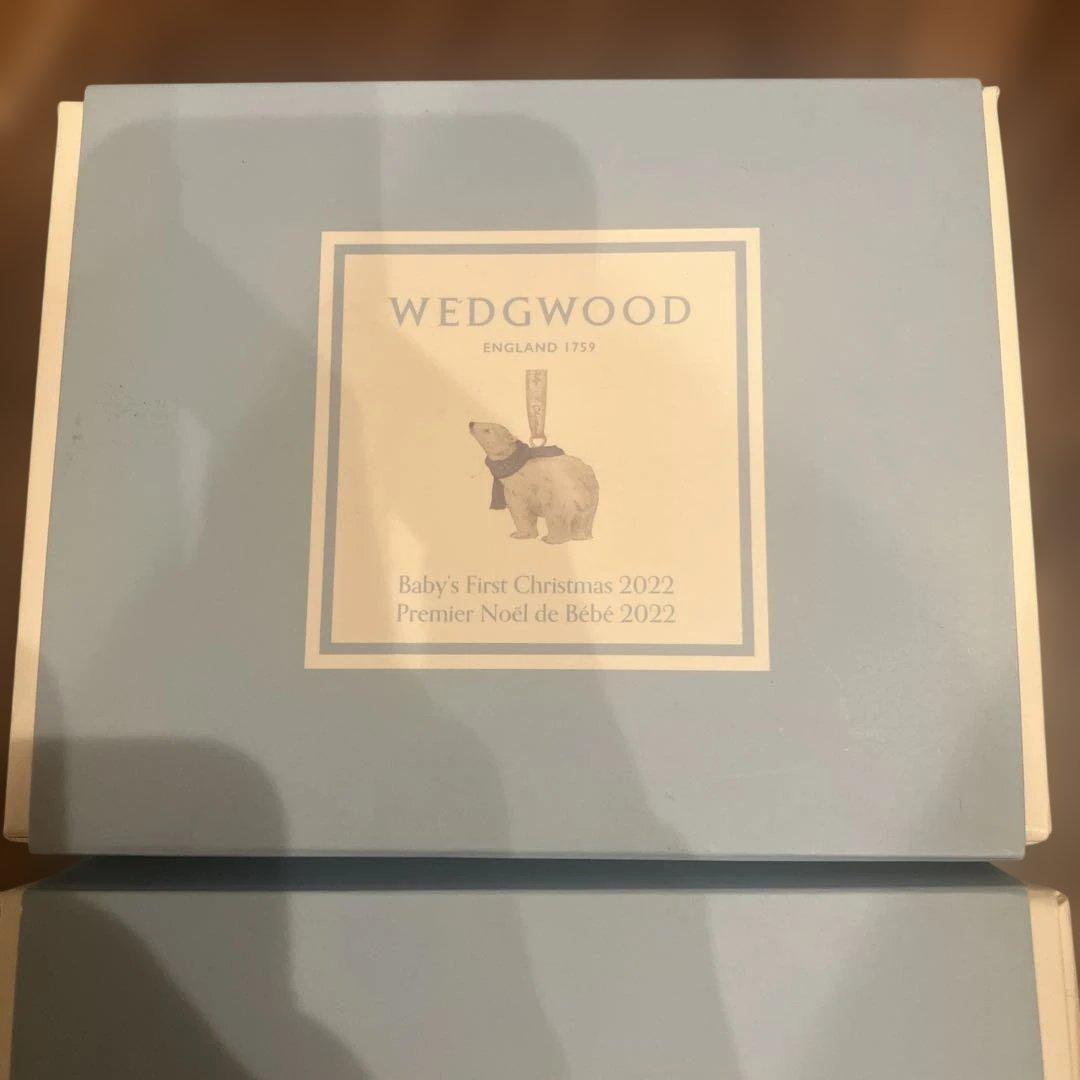 WEDGWOOD
ENGLAND 1759
Baby's First Christmas 2022
Premier Noël de Bébé 2022